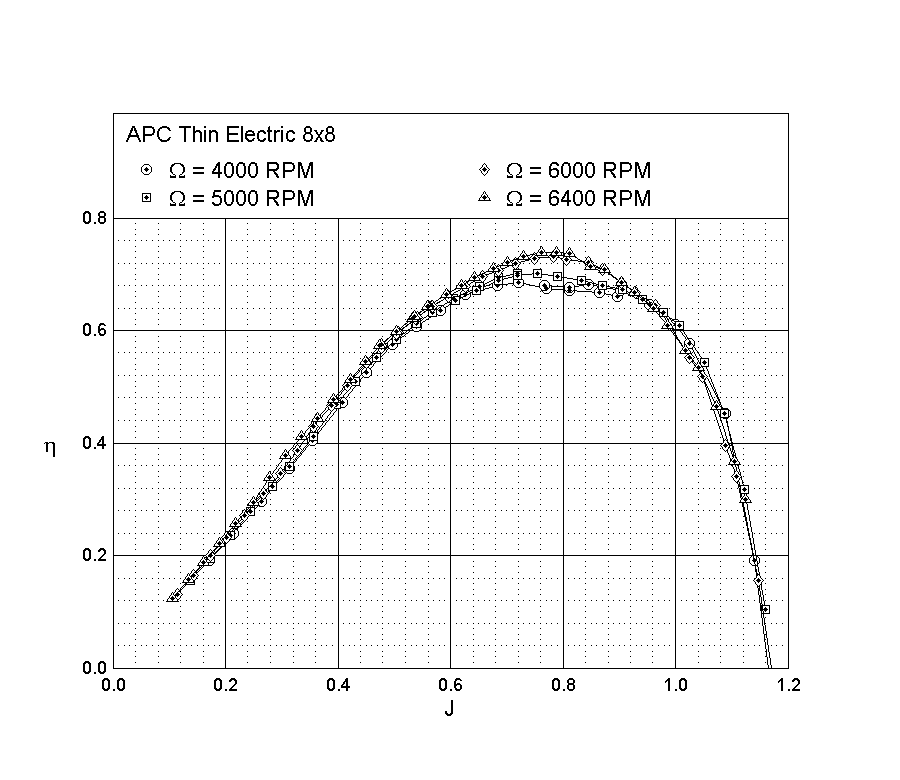 APC Thin Electric 8x8
Ω = 4000 RPM
Ω = 6000 RPM
Ω = 5000 RPM
Ω = 6400 RPM
0.8
0.6
0.4
η
0.2
0.0
0.0 0.2 0.4 0.6 0.8 1.0 1.2
J